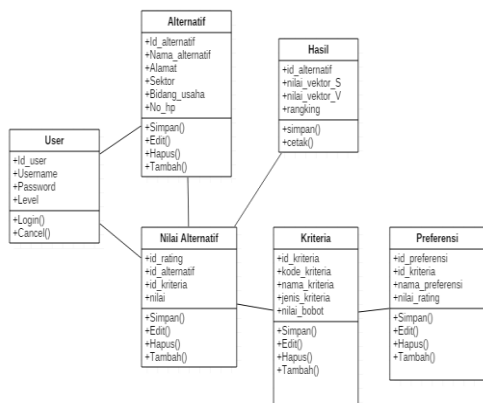 Alternatif
+Id_alternatif
+Nama_alternatif
+Alamat
+Sektor
+Bidang_usaha
+No_hp
+Simpan()
+Edit()
+Hapus()
+Tambah()
Hasil
+id_alternatif
+nilai_vektor_S
+nilai_vektor_V
+rangking
+simpan()
+cetak()
User
+Id_user
+Username
+Password
+Level
+Login()
+Cancel()
Nilai Alternatif
+id_rating
+id_alternatif
+id_kriteria
+nilai
+Simpan()
+Edit()
+Hapus()
+Tambah()
Kriteria
+id_kriteria
+kode_kriteria
+nama_kriteria
+jenis_kriteria
+nilai_bobot
+Simpan()
+Edit()
+Hapus()
+Tambah()
Preferensi
+id_preferensi
+id_kriteria
+nama_preferensi
+nilai_rating
+Simpan()
+Edit()
+Hapus()
+Tambah()